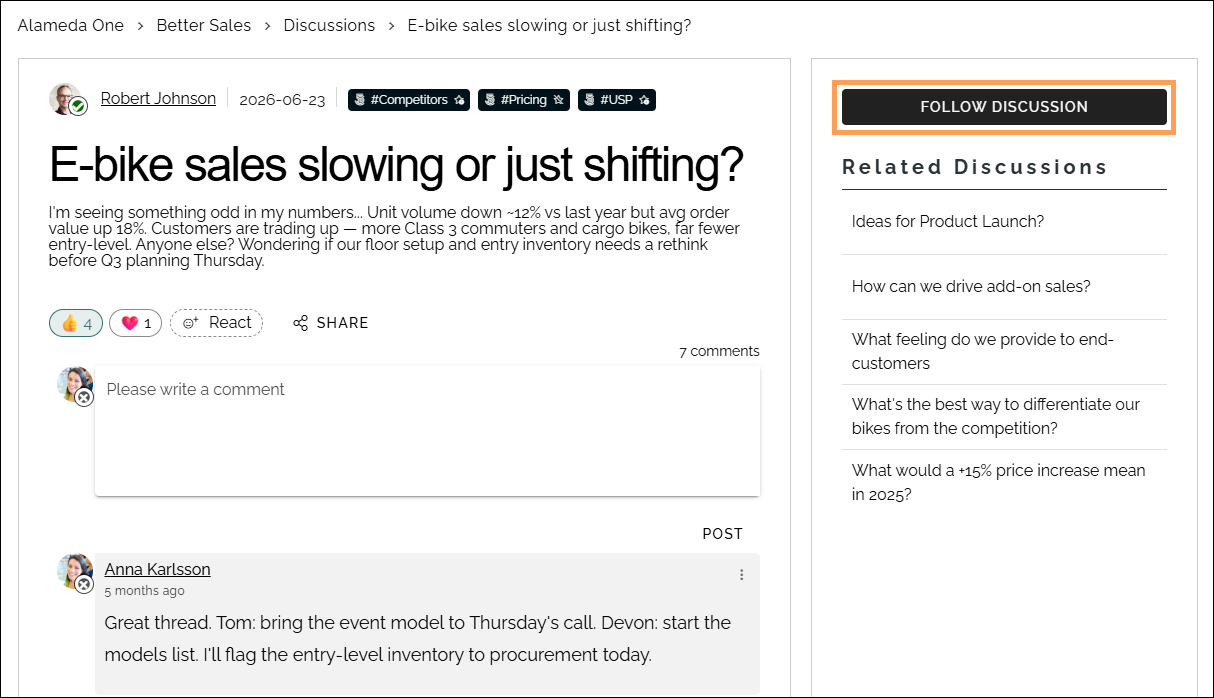 Alameda One > Better Sales > Discussions > E-bike sales slowing or just shifting?
Robert Johnson 2026-06-23 #Competitors #Pricing #USP
E-bike sales slowing or just shifting?
I'm seeing something odd in my numbers... Unit volume down ~12% vs last year but avg order
value up 18%. Customers are trading up — more Class 3 commuters and cargo bikes, far fewer
entry-level. Anyone else? Wondering if our floor setup and entry inventory needs a rethink
before Q3 planning Thursday.
4 1 React SHARE
7 comments
Please write a comment
POST
Anna Karlsson
5 months ago
Great thread. Tom: bring the event model to Thursday's call. Devon: start the
models list. I'll flag the entry-level inventory to procurement today.
FOLLOW DISCUSSION
Related Discussions
Ideas for Product Launch?
How can we drive add-on sales?
What feeling do we provide to end-
customers
What's the best way to differentiate our
bikes from the competition?
What would a +15% price increase mean
in 2025?